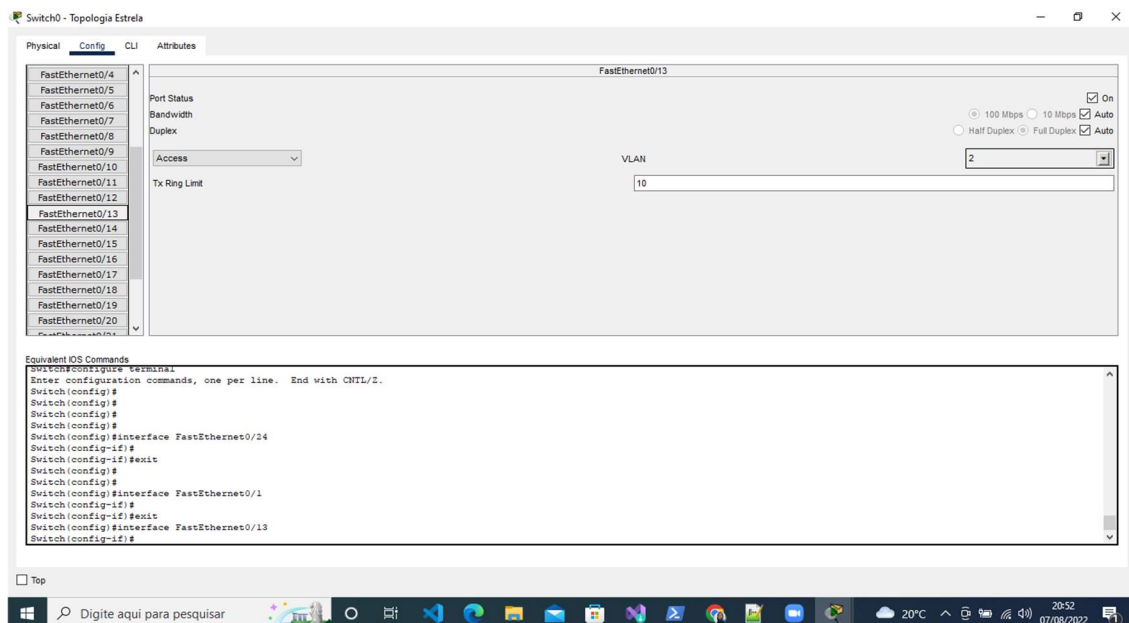 Switch0 - Topologia Estrela
Physical Config CLI Attributes
FastEthernet0/4
FastEthernet0/5
FastEthernet0/6
FastEthernet0/7
FastEthernet0/8
FastEthernet0/9
FastEthernet0/10
FastEthernet0/11
FastEthernet0/12
FastEthernet0/13
FastEthernet0/14
FastEthernet0/15
FastEthernet0/16
FastEthernet0/17
FastEthernet0/18
FastEthernet0/19
FastEthernet0/20
FastEthernet0/21
FastEthernet0/13
Port Status On
Bandwidth 100 Mbps 10 Mbps Auto
Duplex Half Duplex Full Duplex Auto
Access VLAN 2
Tx Ring Limit 10
Equivalent IOS Commands
Switch#configure terminal
Enter configuration commands, one per line. End with CNTL/Z.
Switch(config)#
Switch(config)#
Switch(config)#
Switch(config)#
Switch(config)#interface FastEthernet0/24
Switch(config-if)#
Switch(config-if)#exit
Switch(config)#
Switch(config)#
Switch(config)#interface FastEthernet0/1
Switch(config-if)#
Switch(config-if)#exit
Switch(config)#interface FastEthernet0/13
Switch(config-if)#
Top
Digite aqui para pesquisar
20°C
20:52
07/08/2022